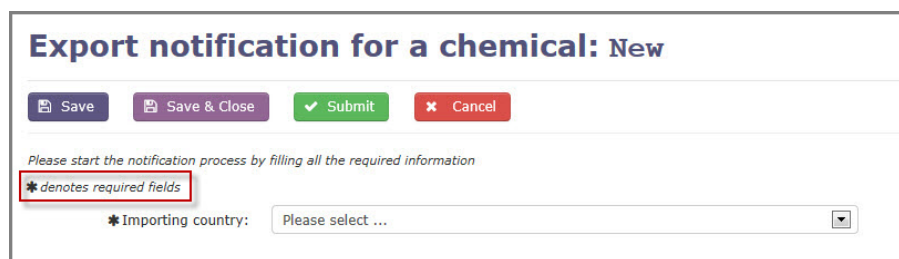 Export notification for a chemical: New
Save Save & Close Submit Cancel
Please start the notification process by filling all the required information
✱ denotes required fields
✱ Importing country: Please select ...